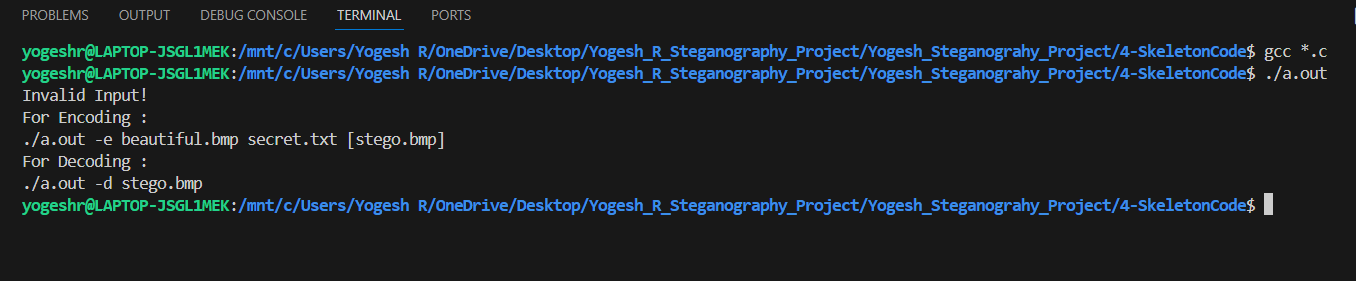 PROBLEMS OUTPUT DEBUG CONSOLE TERMINAL PORTS
yogeshr@LAPTOP-JSGL1MEK:/mnt/c/Users/Yogesh R/OneDrive/Desktop/Yogesh_R_Steganography_Project/Yogesh_Steganograhy_Project/4-SkeletonCode$ gcc *.c
yogeshr@LAPTOP-JSGL1MEK:/mnt/c/Users/Yogesh R/OneDrive/Desktop/Yogesh_R_Steganography_Project/Yogesh_Steganograhy_Project/4-SkeletonCode$ ./a.out
Invalid Input!
For Encoding :
./a.out -e beautiful.bmp secret.txt [stego.bmp]
For Decoding :
./a.out -d stego.bmp
yogeshr@LAPTOP-JSGL1MEK:/mnt/c/Users/Yogesh R/OneDrive/Desktop/Yogesh_R_Steganography_Project/Yogesh_Steganograhy_Project/4-SkeletonCode$